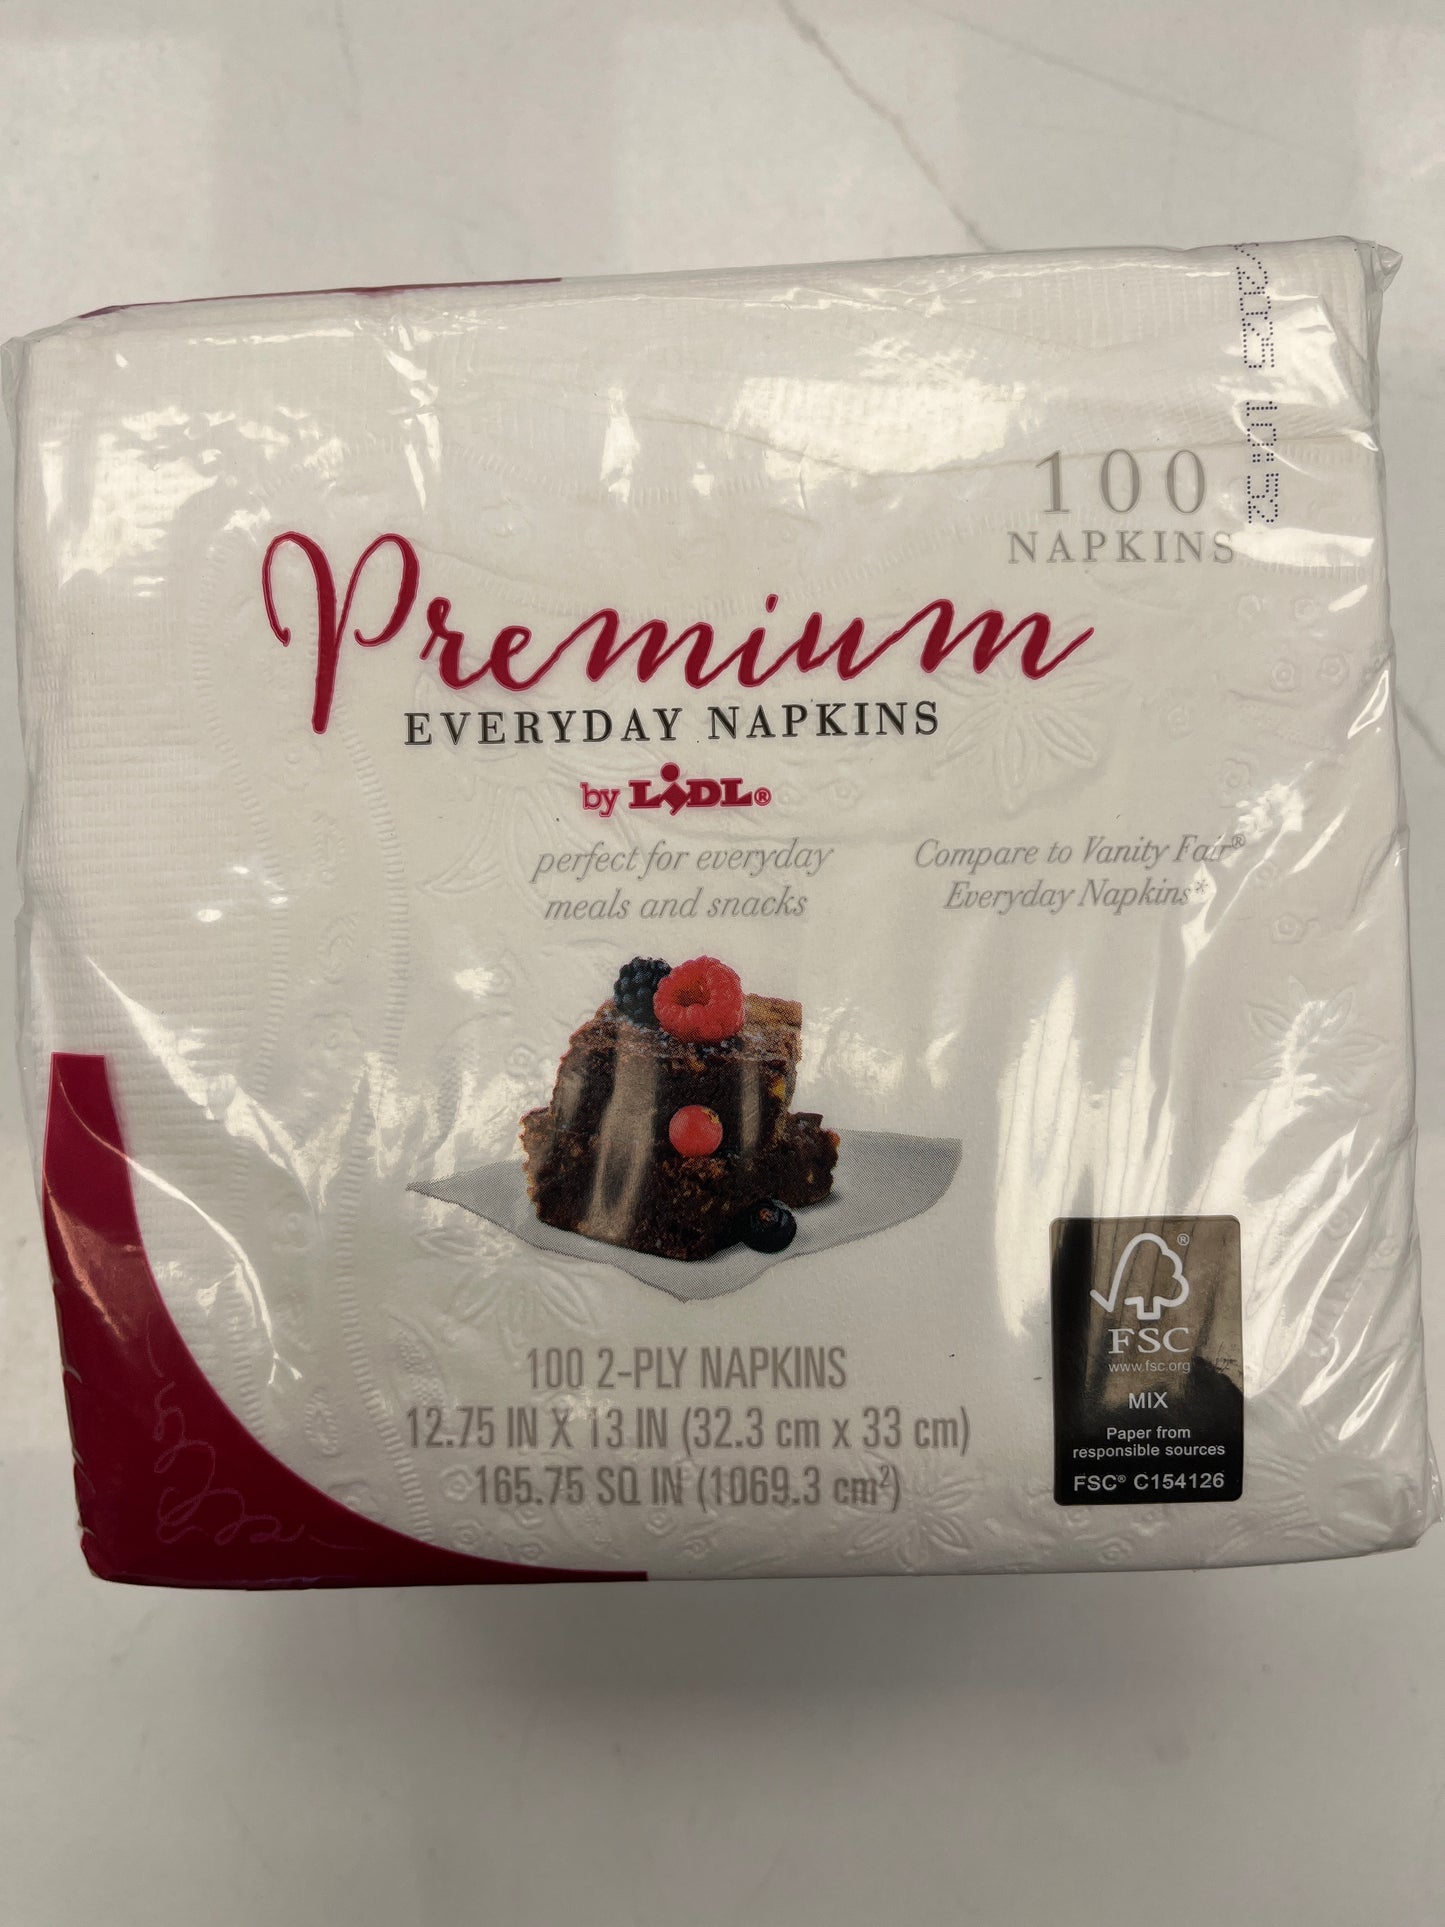 100
NAPKINS
Premium
EVERYDAY NAPKINS
by LIDL®
perfect for everyday
meals and snacks
Compare to Vanity Fair®
Everyday Napkins*
100 2-PLY NAPKINS
12.75 IN X 13 IN (32.3 cm x 33 cm)
165.75 SQ IN (1069.3 cm²)
®
FSC
www.fsc.org
MIX
Paper from
responsible sources
FSC® C154126
10:52